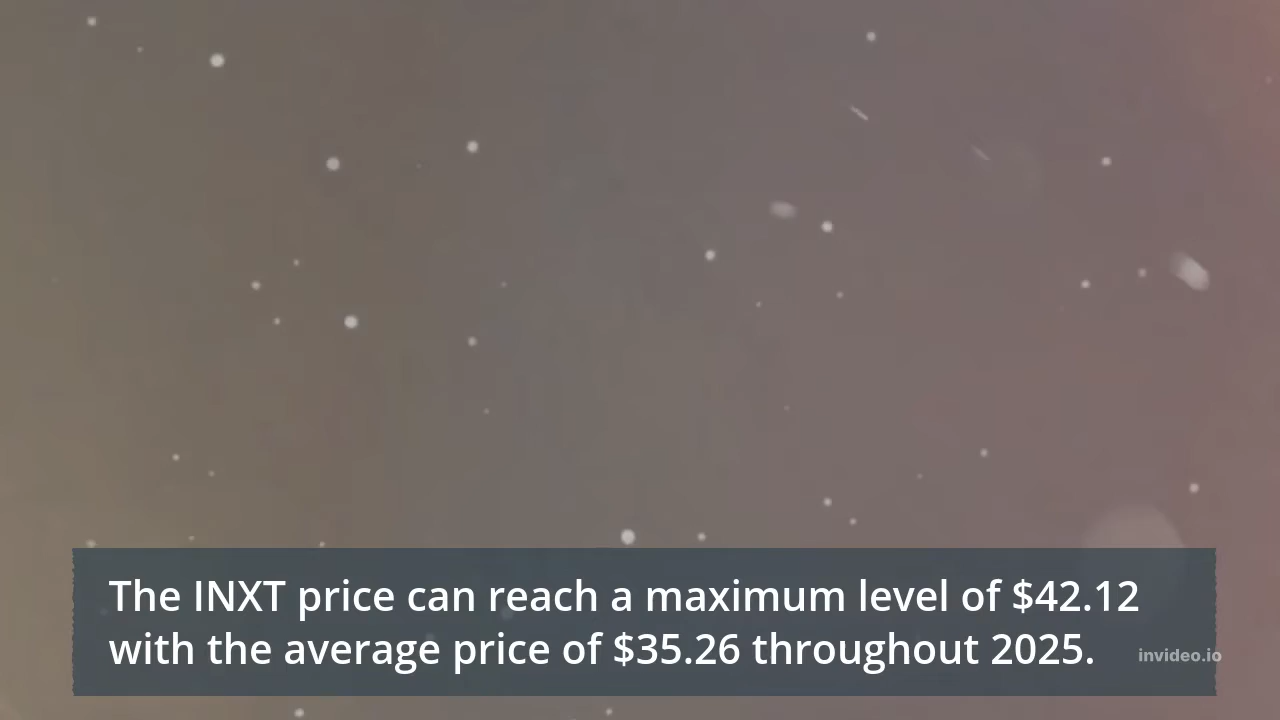 The INXT price can reach a maximum level of $42.12
with the average price of $35.26 throughout 2025.
invideo.io